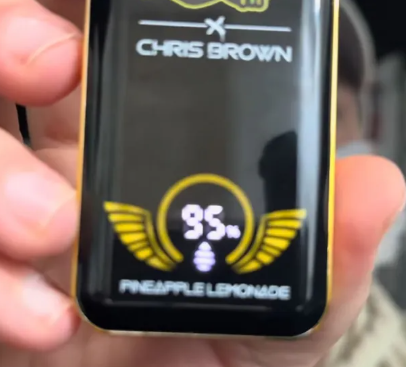 CHRIS BROWN
95%
PINEAPPLE LEMONADE